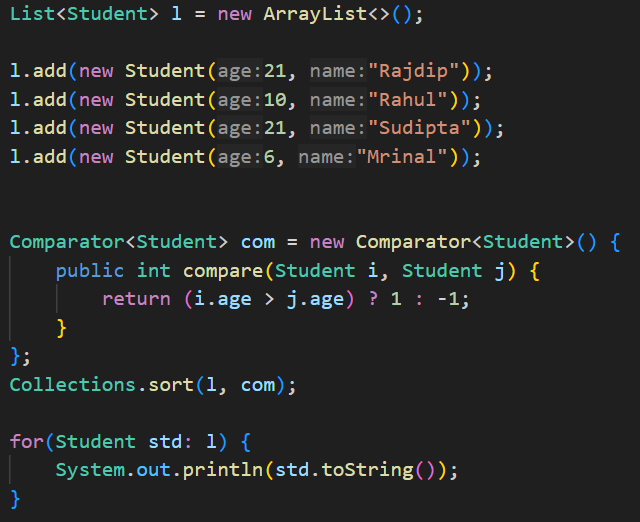 List<Student> l = new ArrayList<>();
l.add(new Student(age:21, name:"Rajdip"));
l.add(new Student(age:10, name:"Rahul"));
l.add(new Student(age:21, name:"Sudipta"));
l.add(new Student(age:6, name:"Mrinal"));
Comparator<Student> com = new Comparator<Student>() {
    public int compare(Student i, Student j) {
        return (i.age > j.age) ? 1 : -1;
    }
};
Collections.sort(l, com);
for(Student std: l) {
    System.out.println(std.toString());
}